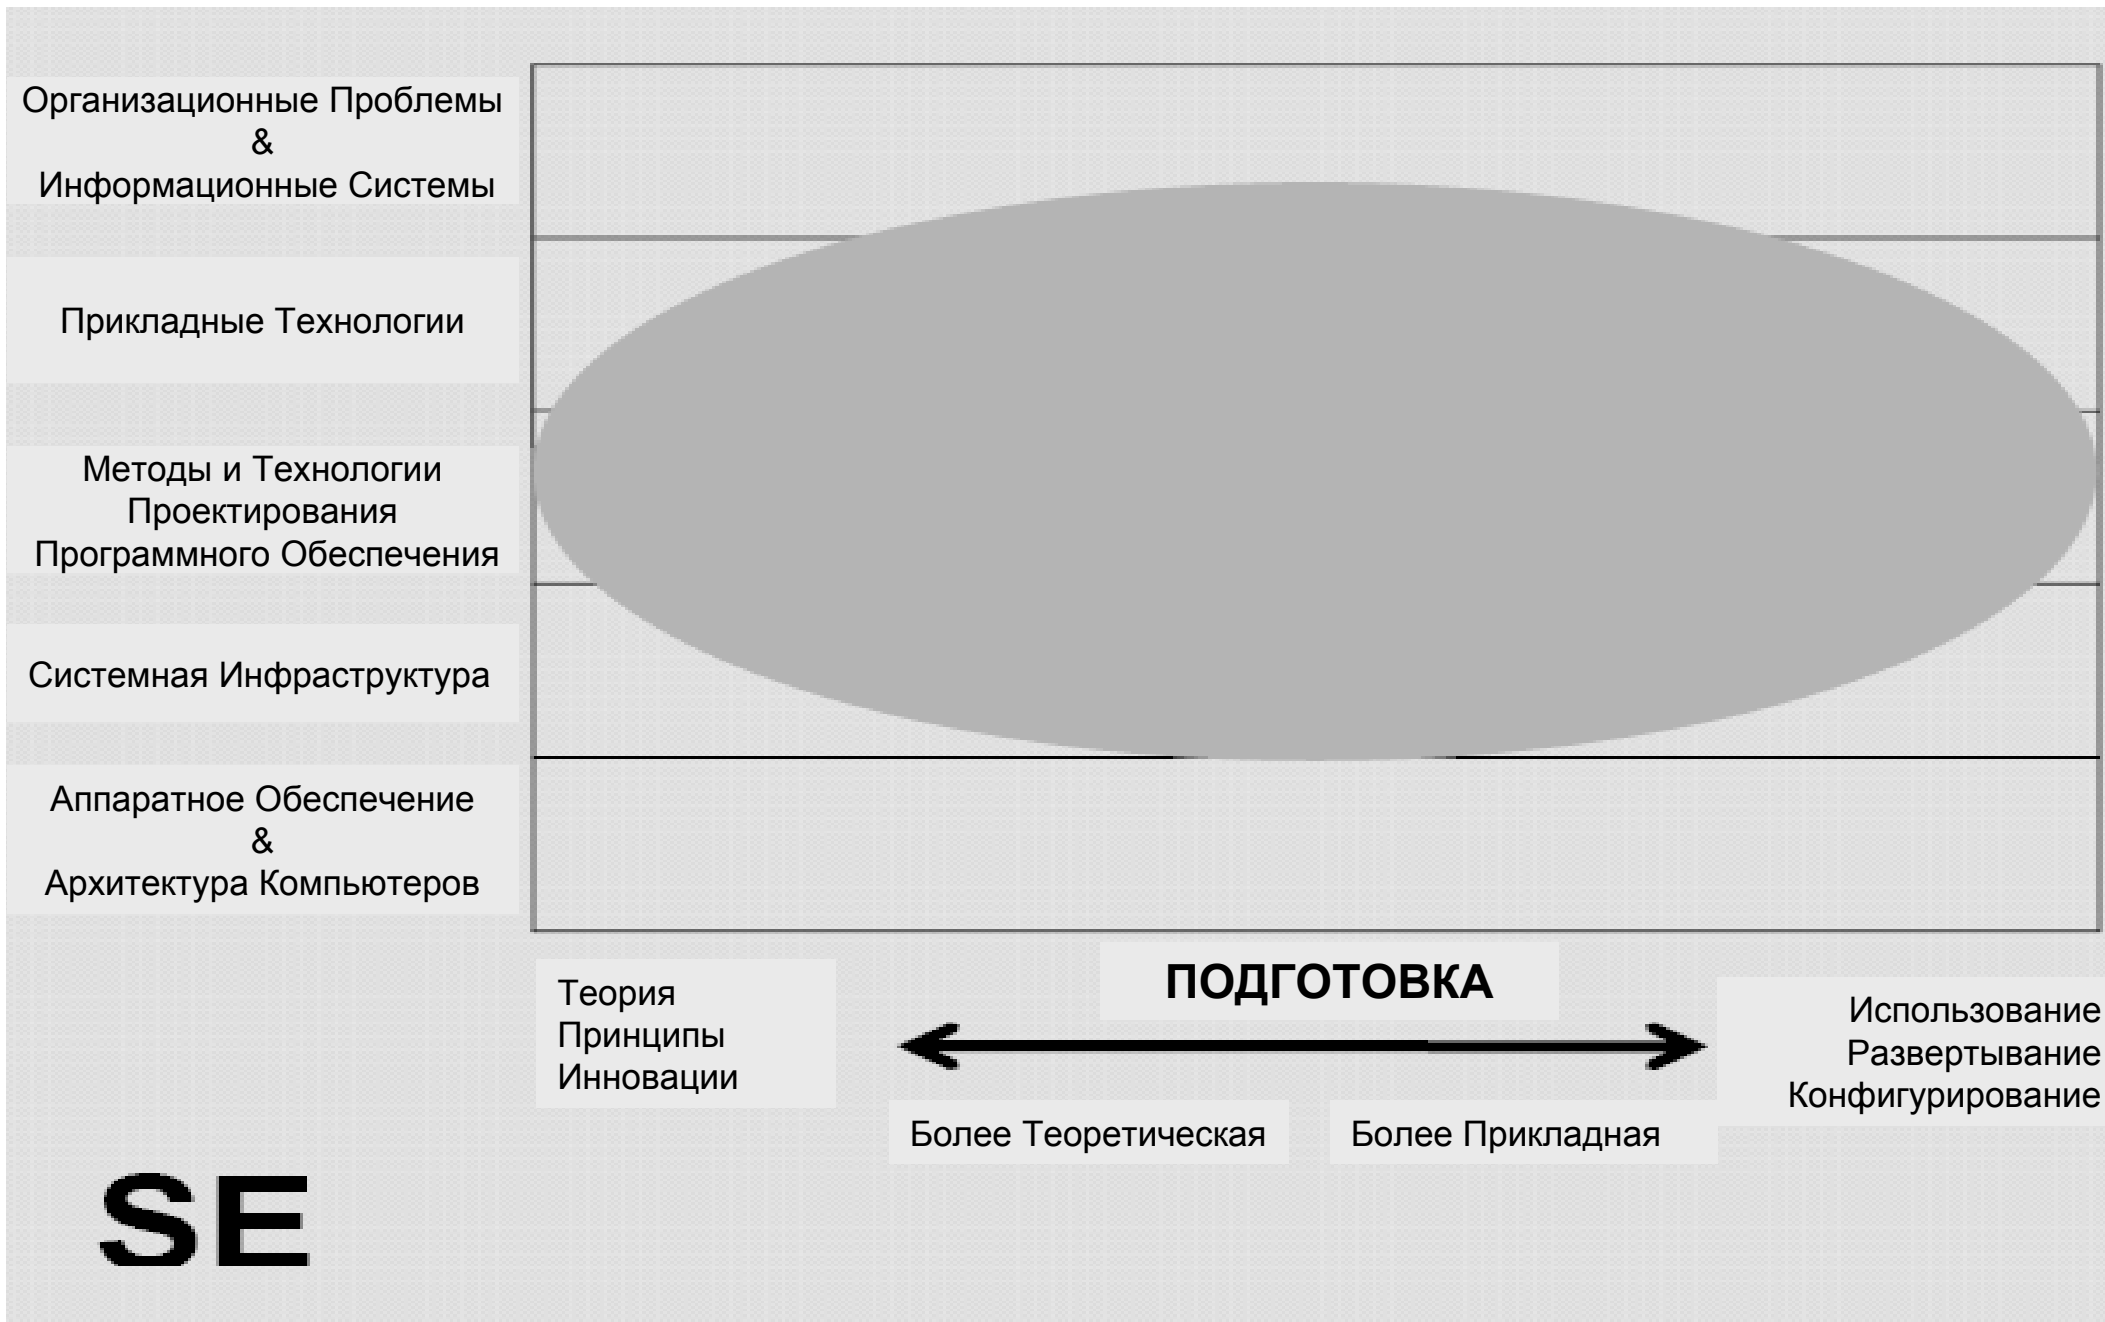 Организационные Проблемы
&
Информационные Системы
Прикладные Технологии
Методы и Технологии
Проектирования
Программного Обеспечения
Системная Инфраструктура
Аппаратное Обеспечение
&
Архитектура Компьютеров
Теория
Принципы
Инновации
ПОДГОТОВКА
Использование
Развертывание
Конфигурирование
Более Теоретическая
Более Прикладная
SE